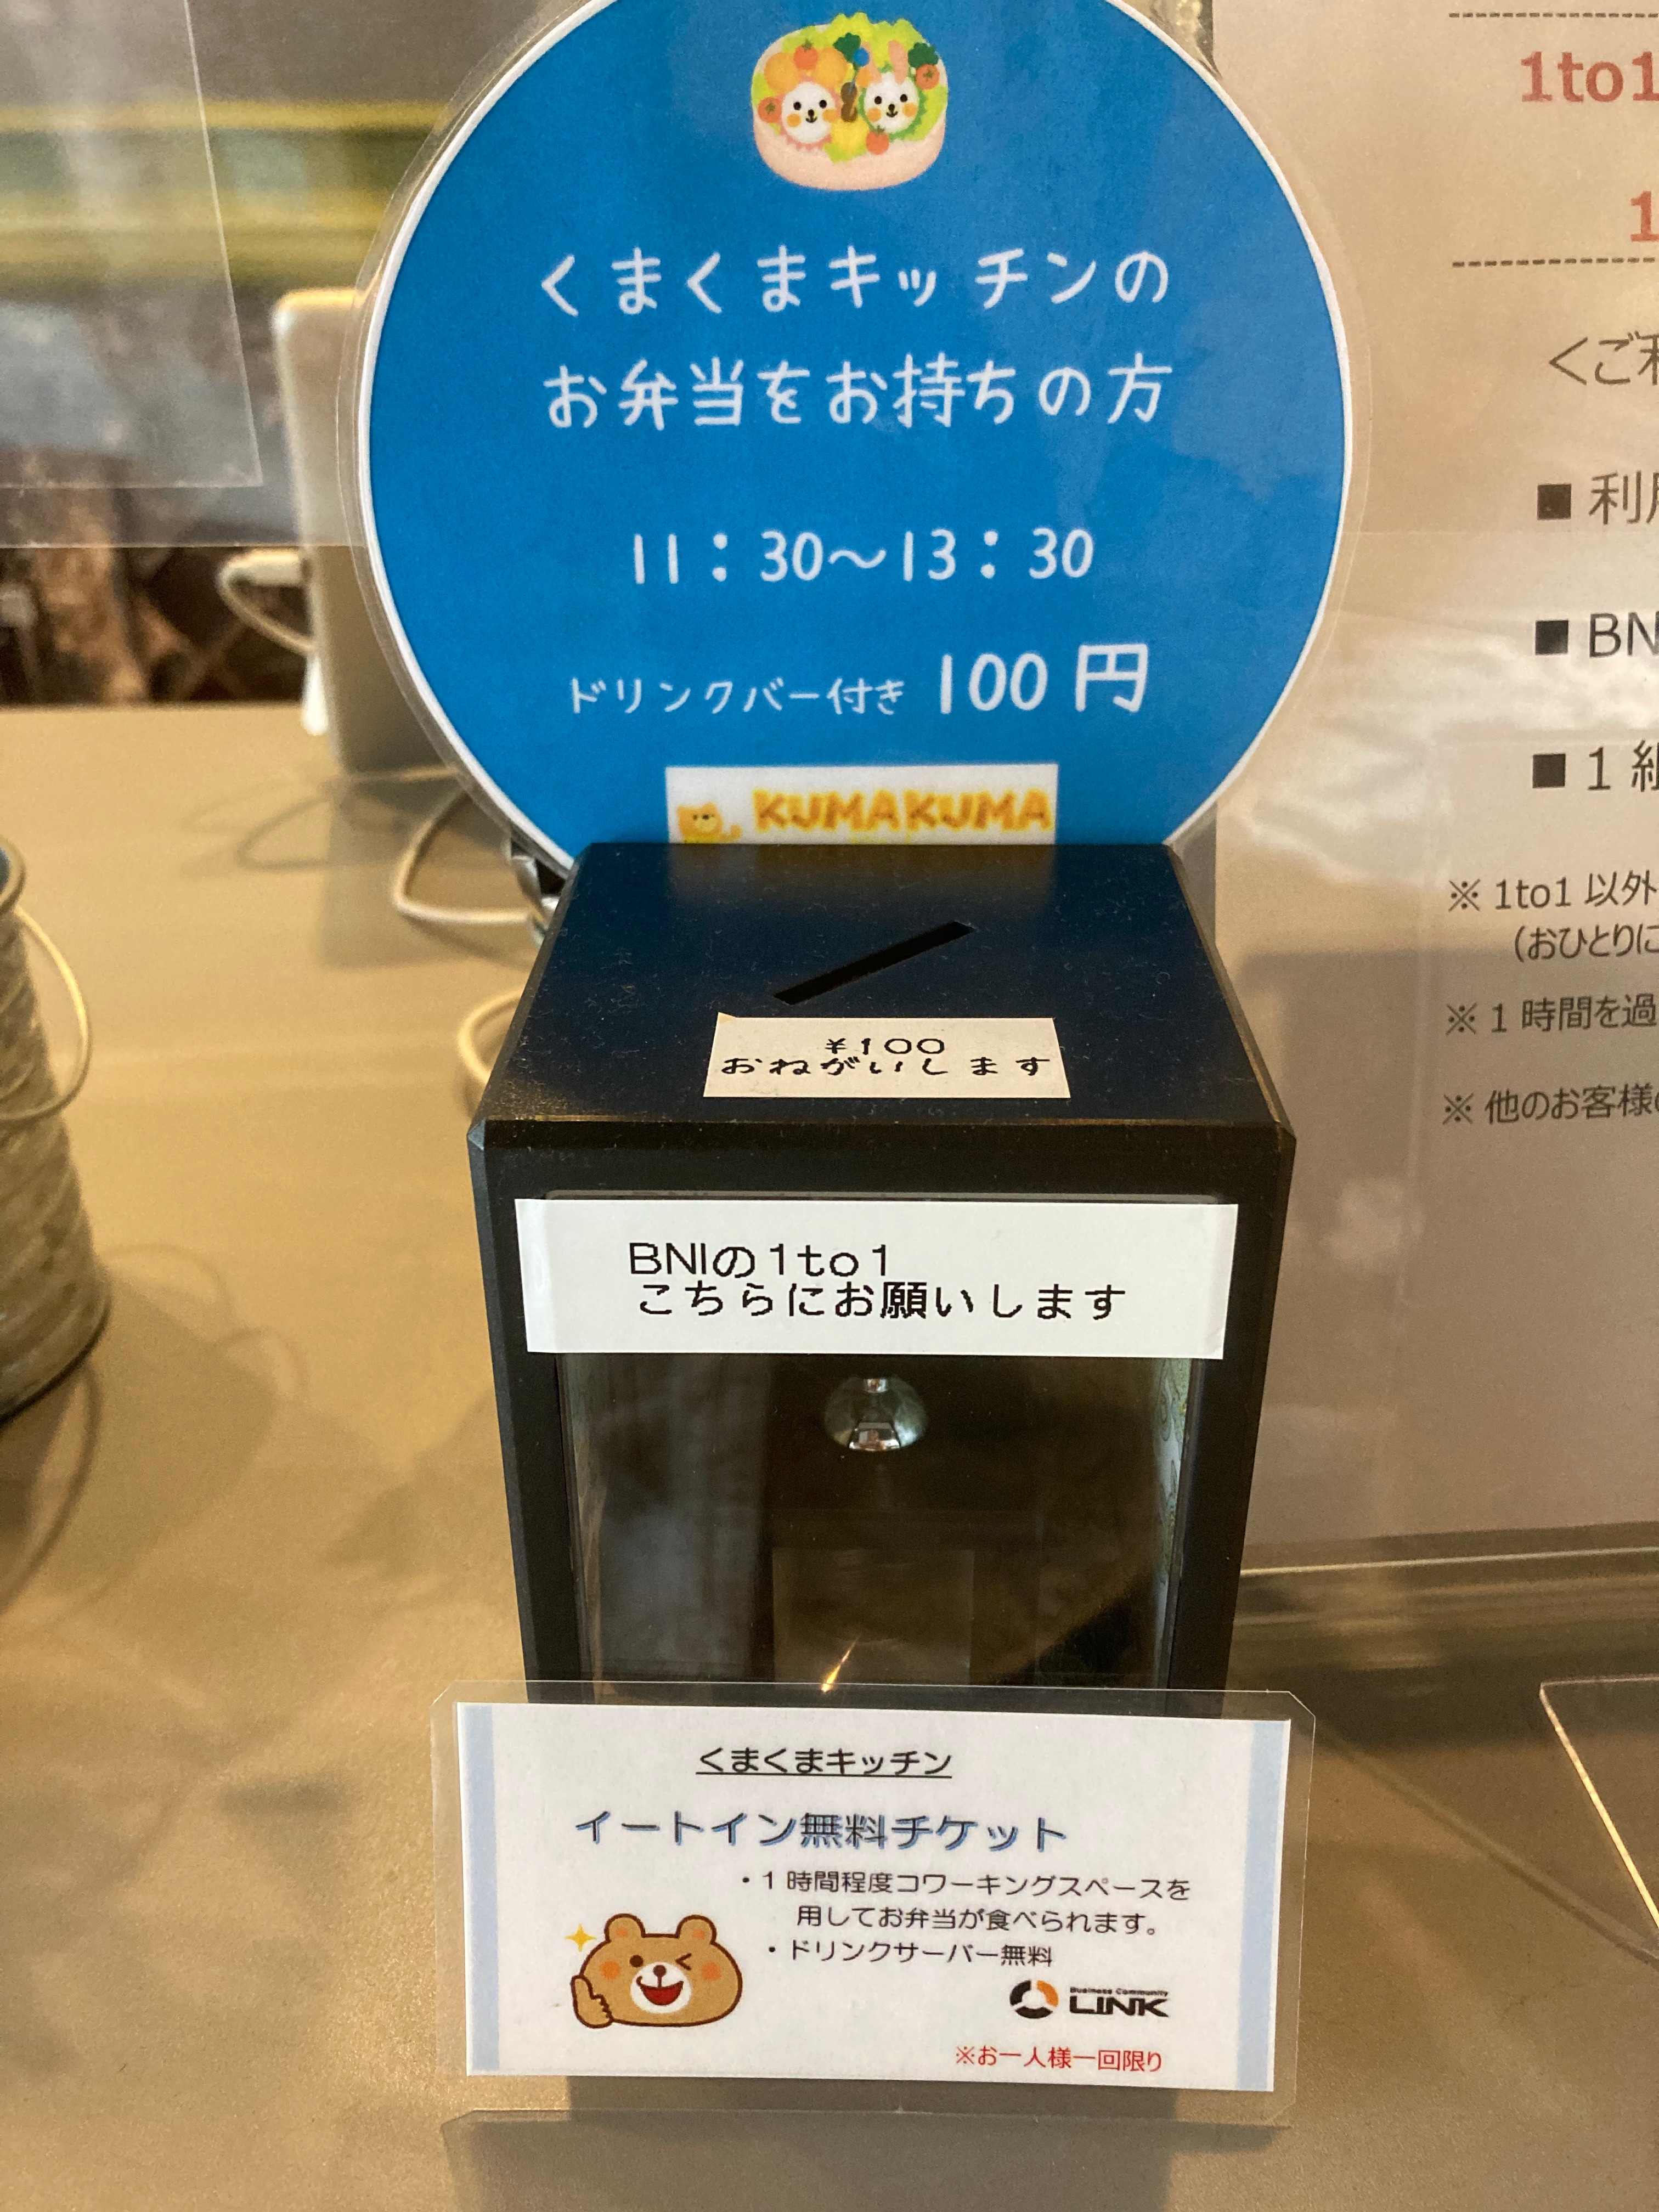 くまくまキッチンの
お弁当をお持ちの方
11：30～13：30
ドリンクバー付き 100 円
KUMAKUMA
¥100
おねがいします
BNIの1to1
こちらにお願いします
くまくまキッチン
イートイン無料チケット
・1 時間程度コワーキングスペースを
用してお弁当が食べられます。
・ドリンクサーバー無料
Business Community
LINK
※お一人様一回限り
1to1
1
<ご
■ 利
■ BN
■ 1
※ 1to1 以外
(おひとりに
※ 1 時間を過
※ 他のお客様